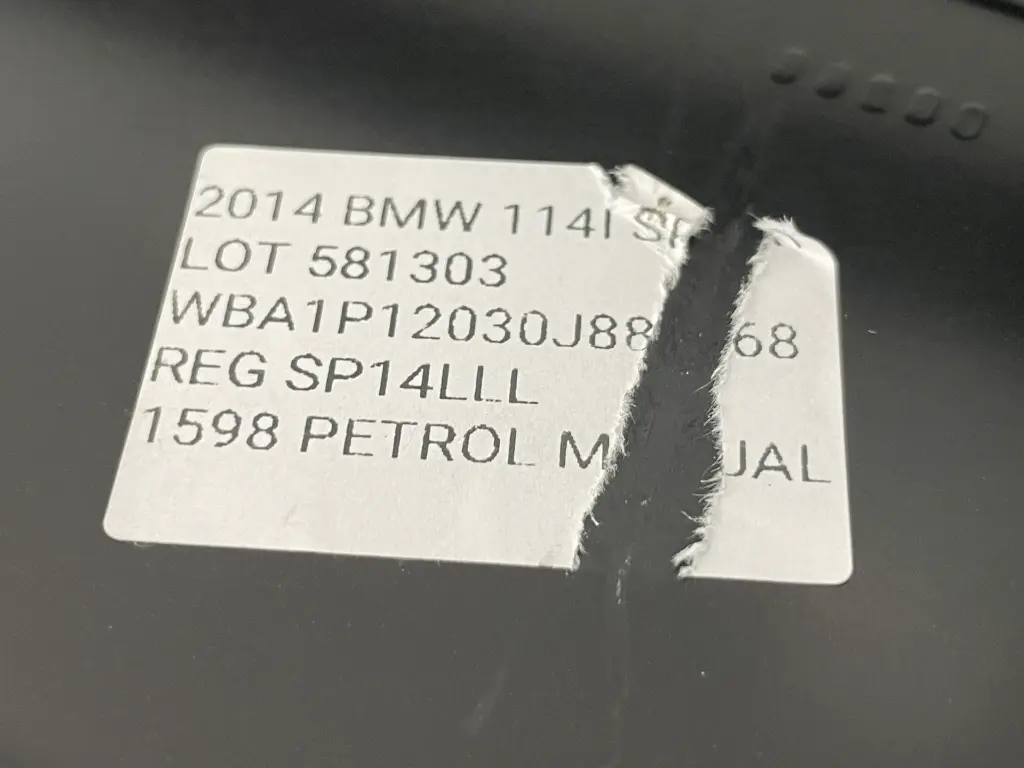 2014 BMW 114I
LOT 581303
REG SP14LLL
1598 PETROL